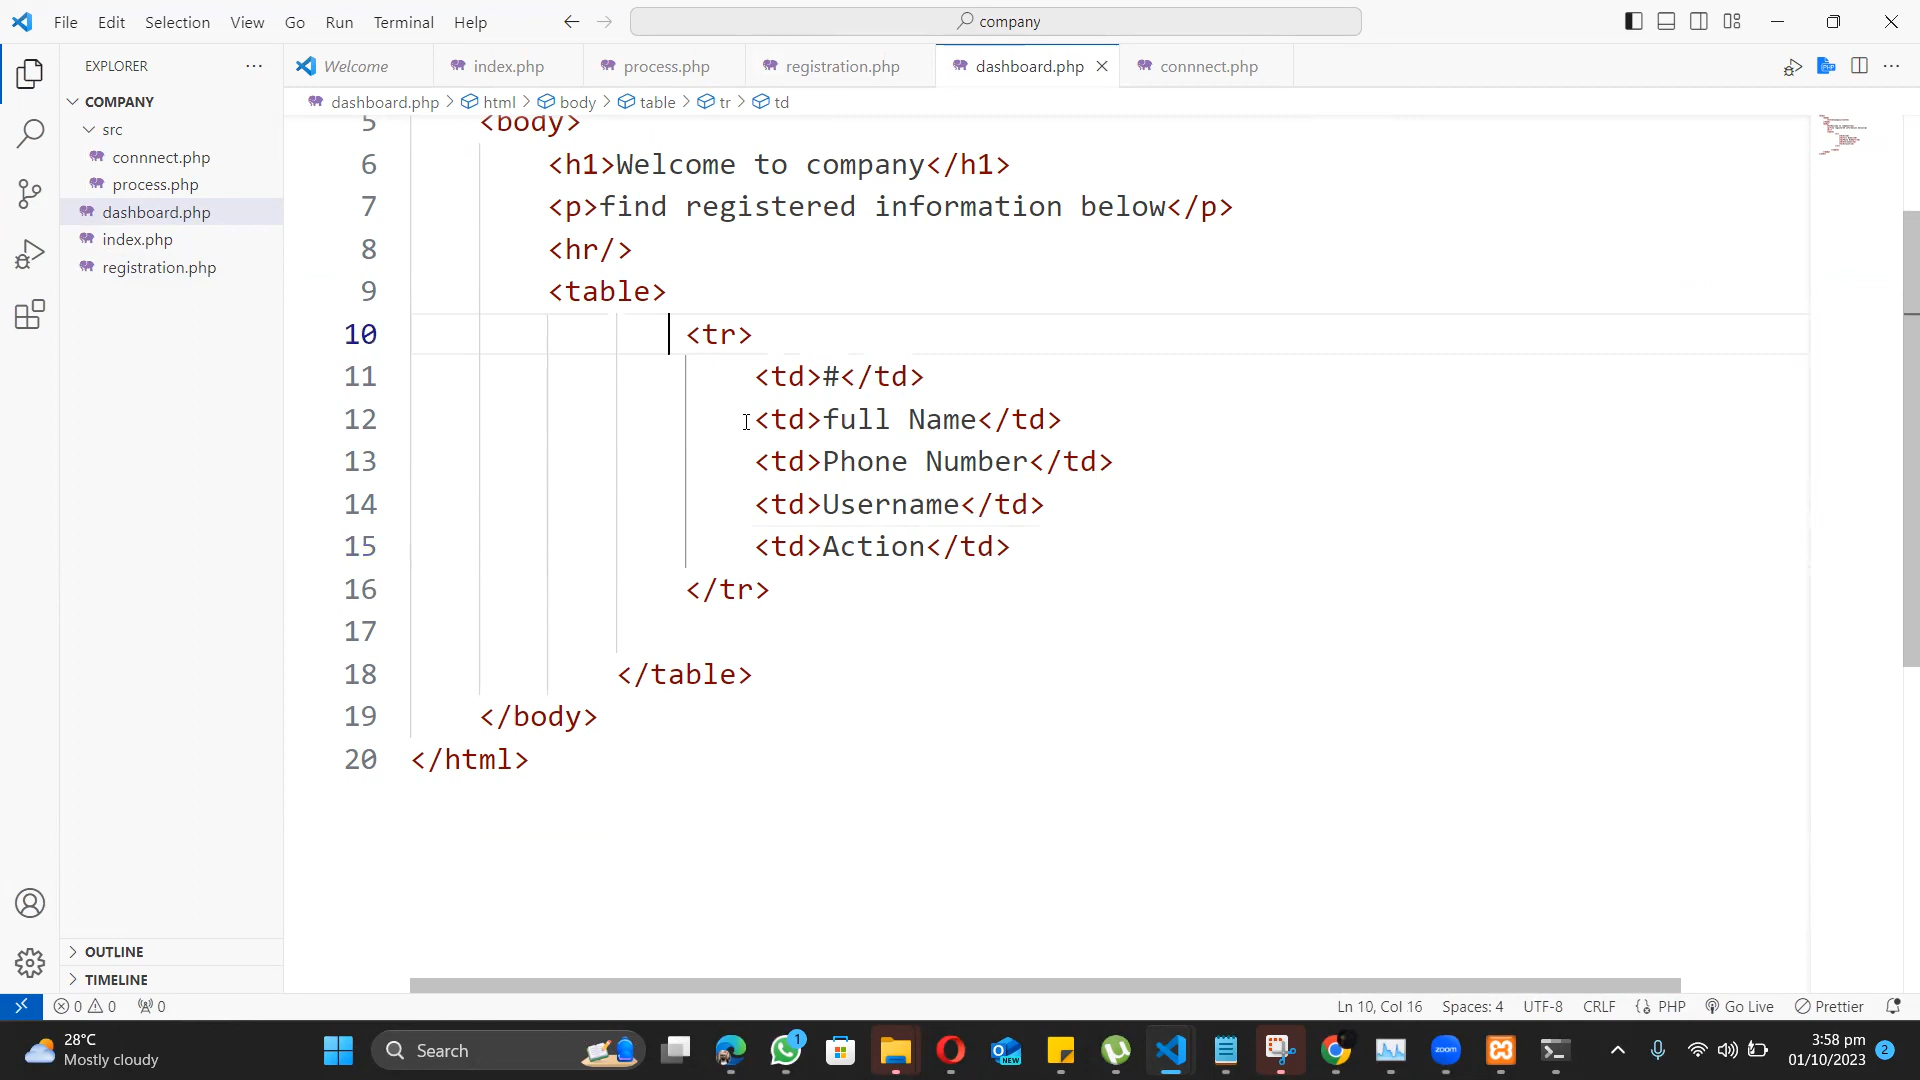 File Edit Selection View Go Run Terminal Help company
EXPLORER
Welcome index.php process.php registration.php dashboard.php connnect.php
COMPANY
src
connnect.php
process.php
dashboard.php
index.php
registration.php
dashboard.php > html > body > table > tr > td
5 <body>
6 <h1>Welcome to company</h1>
7 <p>find registered information below</p>
8 <hr/>
9 <table>
10 <tr>
11 <td>#</td>
12 <td>full Name</td>
13 <td>Phone Number</td>
14 <td>Username</td>
15 <td>Action</td>
16 </tr>
17
18 </table>
19 </body>
20 </html>
OUTLINE
TIMELINE
0 0 0 Ln 10, Col 16 Spaces: 4 UTF-8 CRLF PHP Go Live Prettier
28°C
Mostly cloudy
Search
1
NEW
zoom
3:58 pm
01/10/2023
2